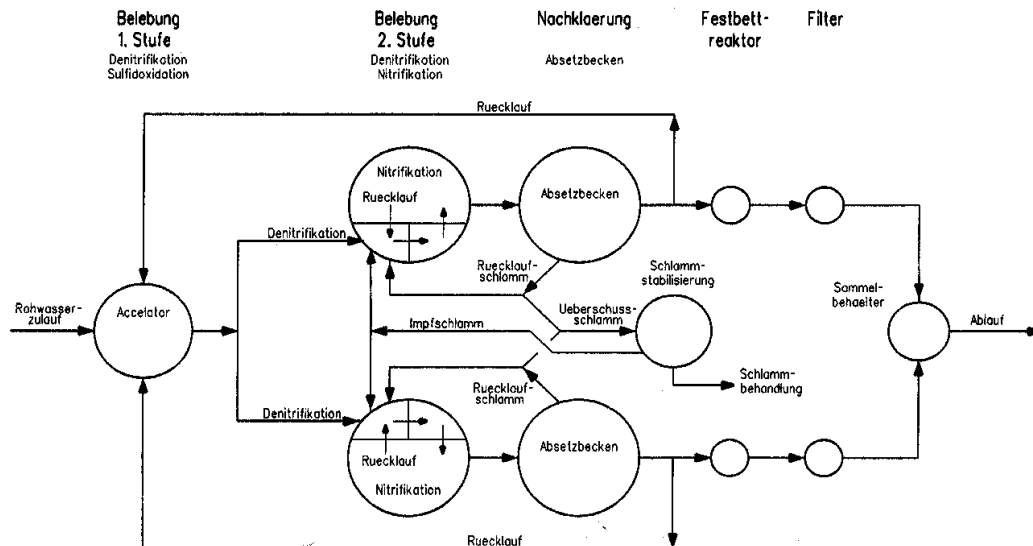 Belebung
1. Stufe
Denitrifikation
Sulfidoxidation
Belebung
2. Stufe
Denitrifikation
Nitrifikation
Nachklaerung
Absetzbecken
Festbett-
reaktor
Filter
Ruecklauf
Nitrifikation
Ruecklauf
Absetzbecken
Denitrifikation
Ruecklauf-
schlamm
Schlamm-
stabilisierung
Sammel-
behaelter
Rohwasser-
zulauf
Accelator
Impfschlamm
Ueberschuss-
schlamm
Ablauf
Ruecklauf-
schlamm
Schlamm-
behandlung
Denitrifikation
Ruecklauf
Nitrifikation
Absetzbecken
Ruecklauf